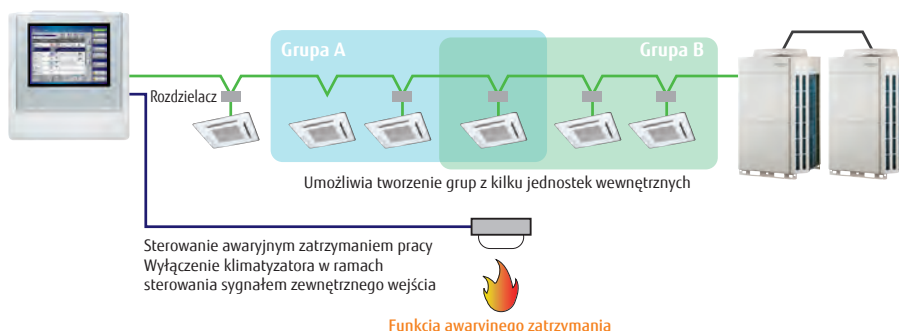 Grupa A
Grupa B
Rozdzielacz
Umożliwia tworzenie grup z kilku jednostek wewnętrznych
Sterowanie awaryjnym zatrzymaniem pracy
Wyłączenie klimatyzatora w ramach
sterowania sygnałem zewnętrznego wejścia
Funkcja awaryjnego zatrzymania